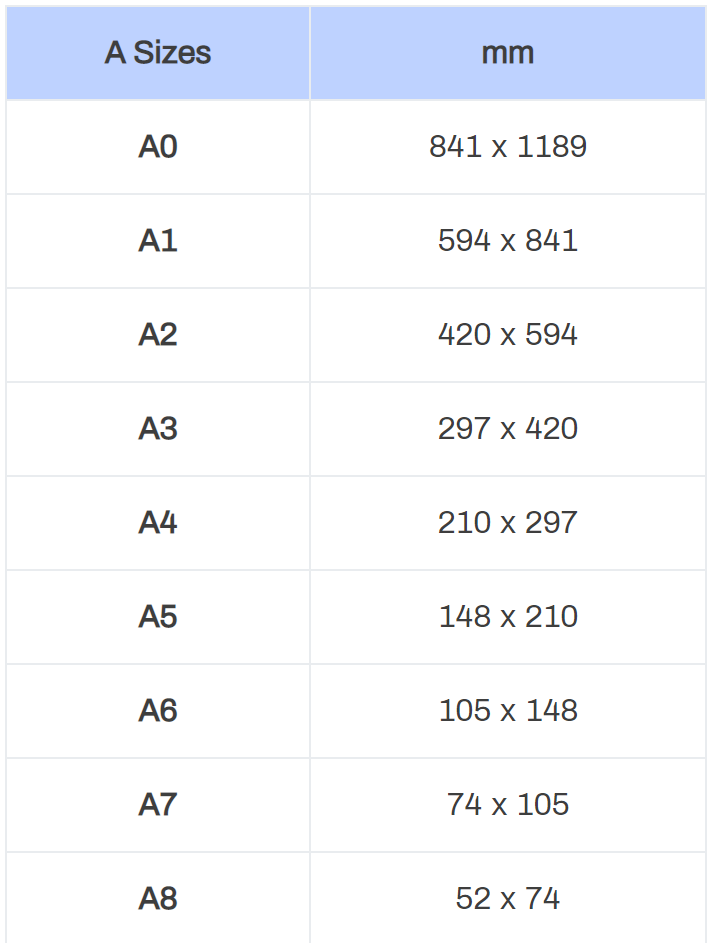 A Sizes mm
A0 841 x 1189
A1 594 x 841
A2 420 x 594
A3 297 x 420
A4 210 x 297
A5 148 x 210
A6 105 x 148
A7 74 x 105
A8 52 x 74